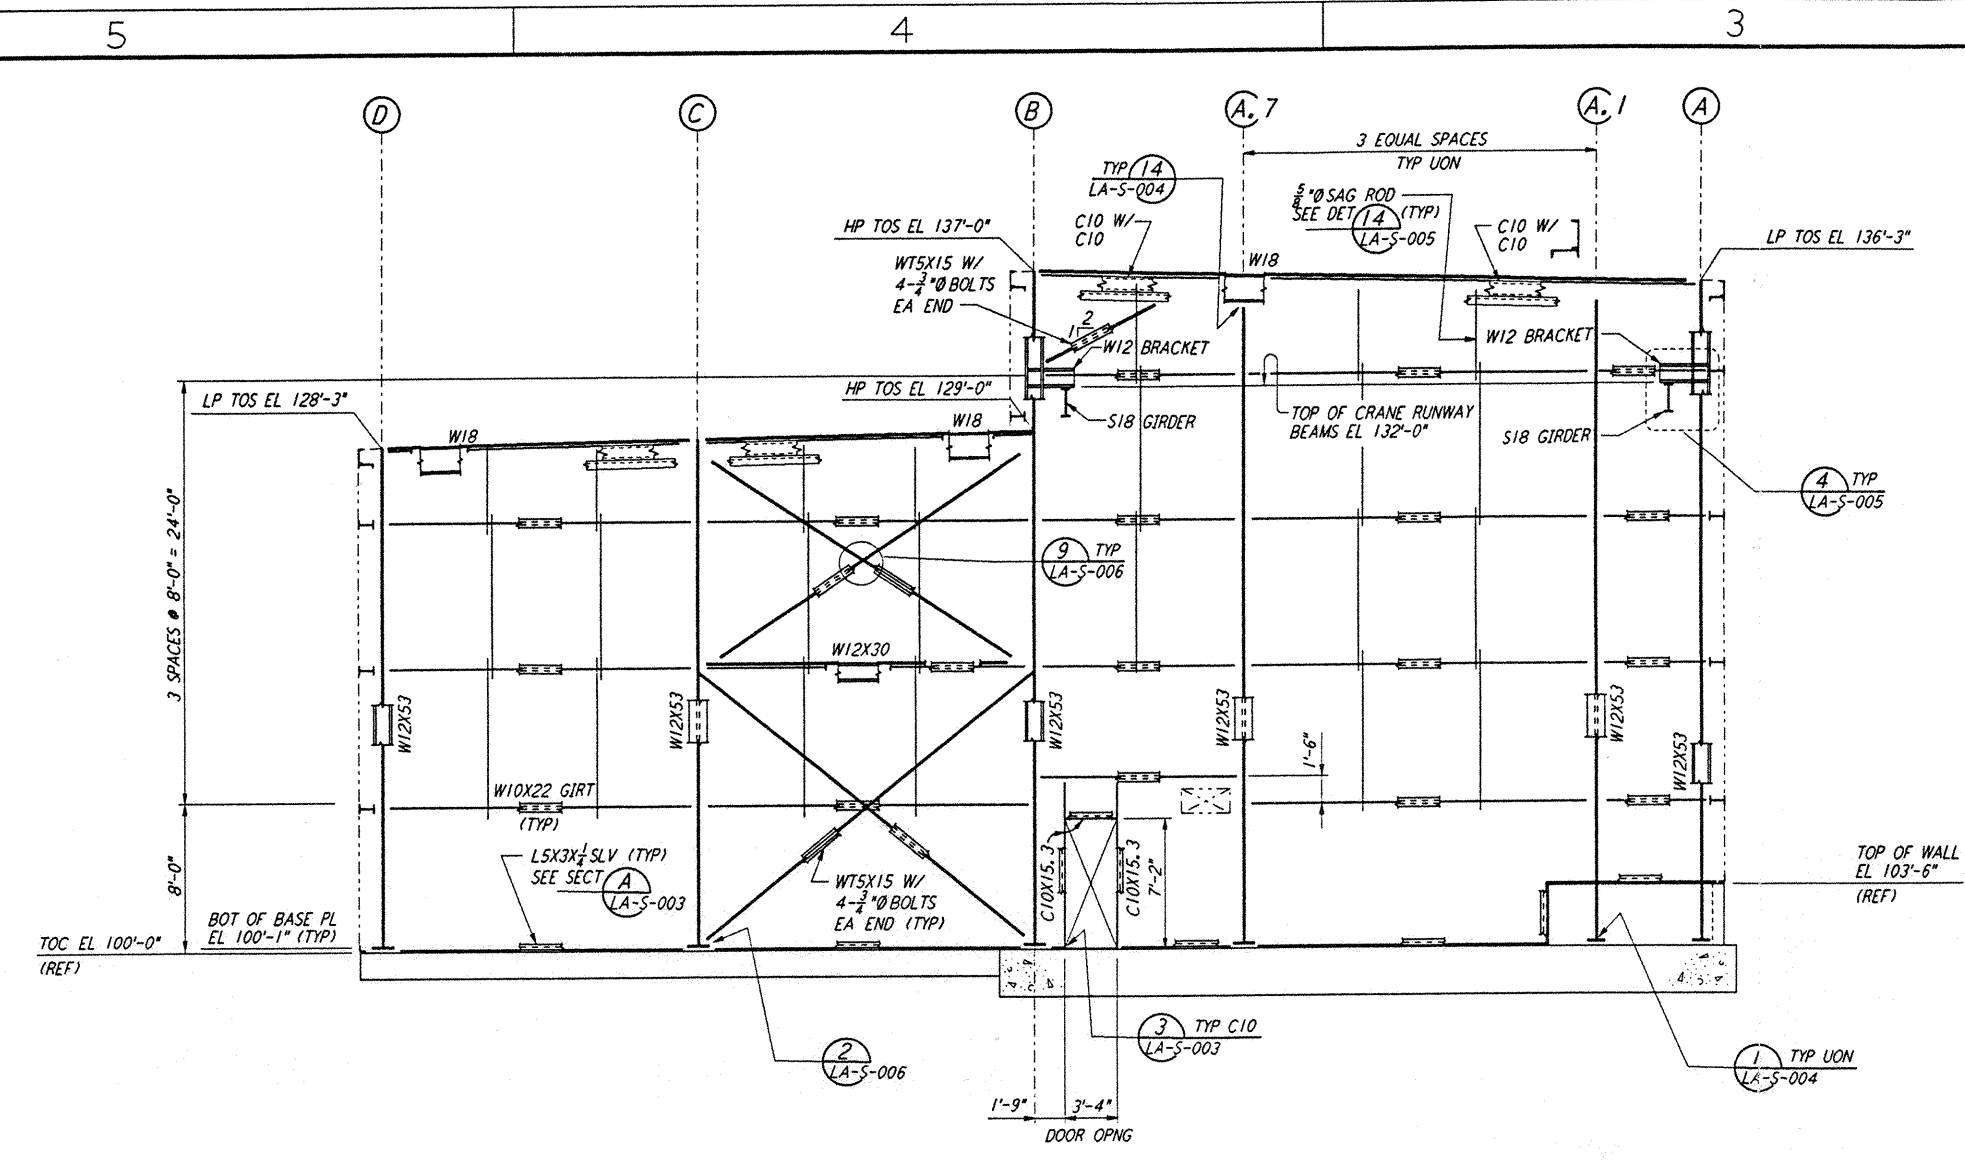 5
4
3
D
C
B
A.7
A.1
A
3 EQUAL SPACES
TYP UON
TYP 14
LA-S-004
5/8"Ø SAG ROD
SEE DET 14 (TYP)
LA-S-005
C10 W/
C10
C10 W/
C10
HP TOS EL 137'-0"
LP TOS EL 136'-3"
WT5X15 W/
4-3/4"Ø BOLTS
EA END
W18
2
1
W12 BRACKET
W12 BRACKET
LP TOS EL 128'-3"
HP TOS EL 129'-0"
W18
W18
S18 GIRDER
TOP OF CRANE RUNWAY
BEAMS EL 132'-0"
S18 GIRDER
4 TYP
LA-S-005
3 SPACES @ 8'-0" = 24'-0"
9 TYP
LA-S-006
W12X30
W12X53
W12X53
W12X53
W12X53
W12X53
W12X53
1'-6"
W10X22 GIRT
(TYP)
8'-0"
L5X3X1/4 SLV (TYP)
SEE SECT A
LA-S-003
WT5X15 W/
4-3/4"Ø BOLTS
EA END (TYP)
C10X15.3
C10X15.3
7'-2"
TOP OF WALL
EL 103'-6"
(REF)
BOT OF BASE PL
EL 100'-1" (TYP)
TOC EL 100'-0"
(REF)
2
LA-S-006
3 TYP C10
LA-S-003
1 TYP UON
LA-S-004
1'-9"
3'-4"
DOOR OPNG